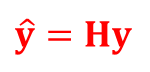 ŷ = Hy